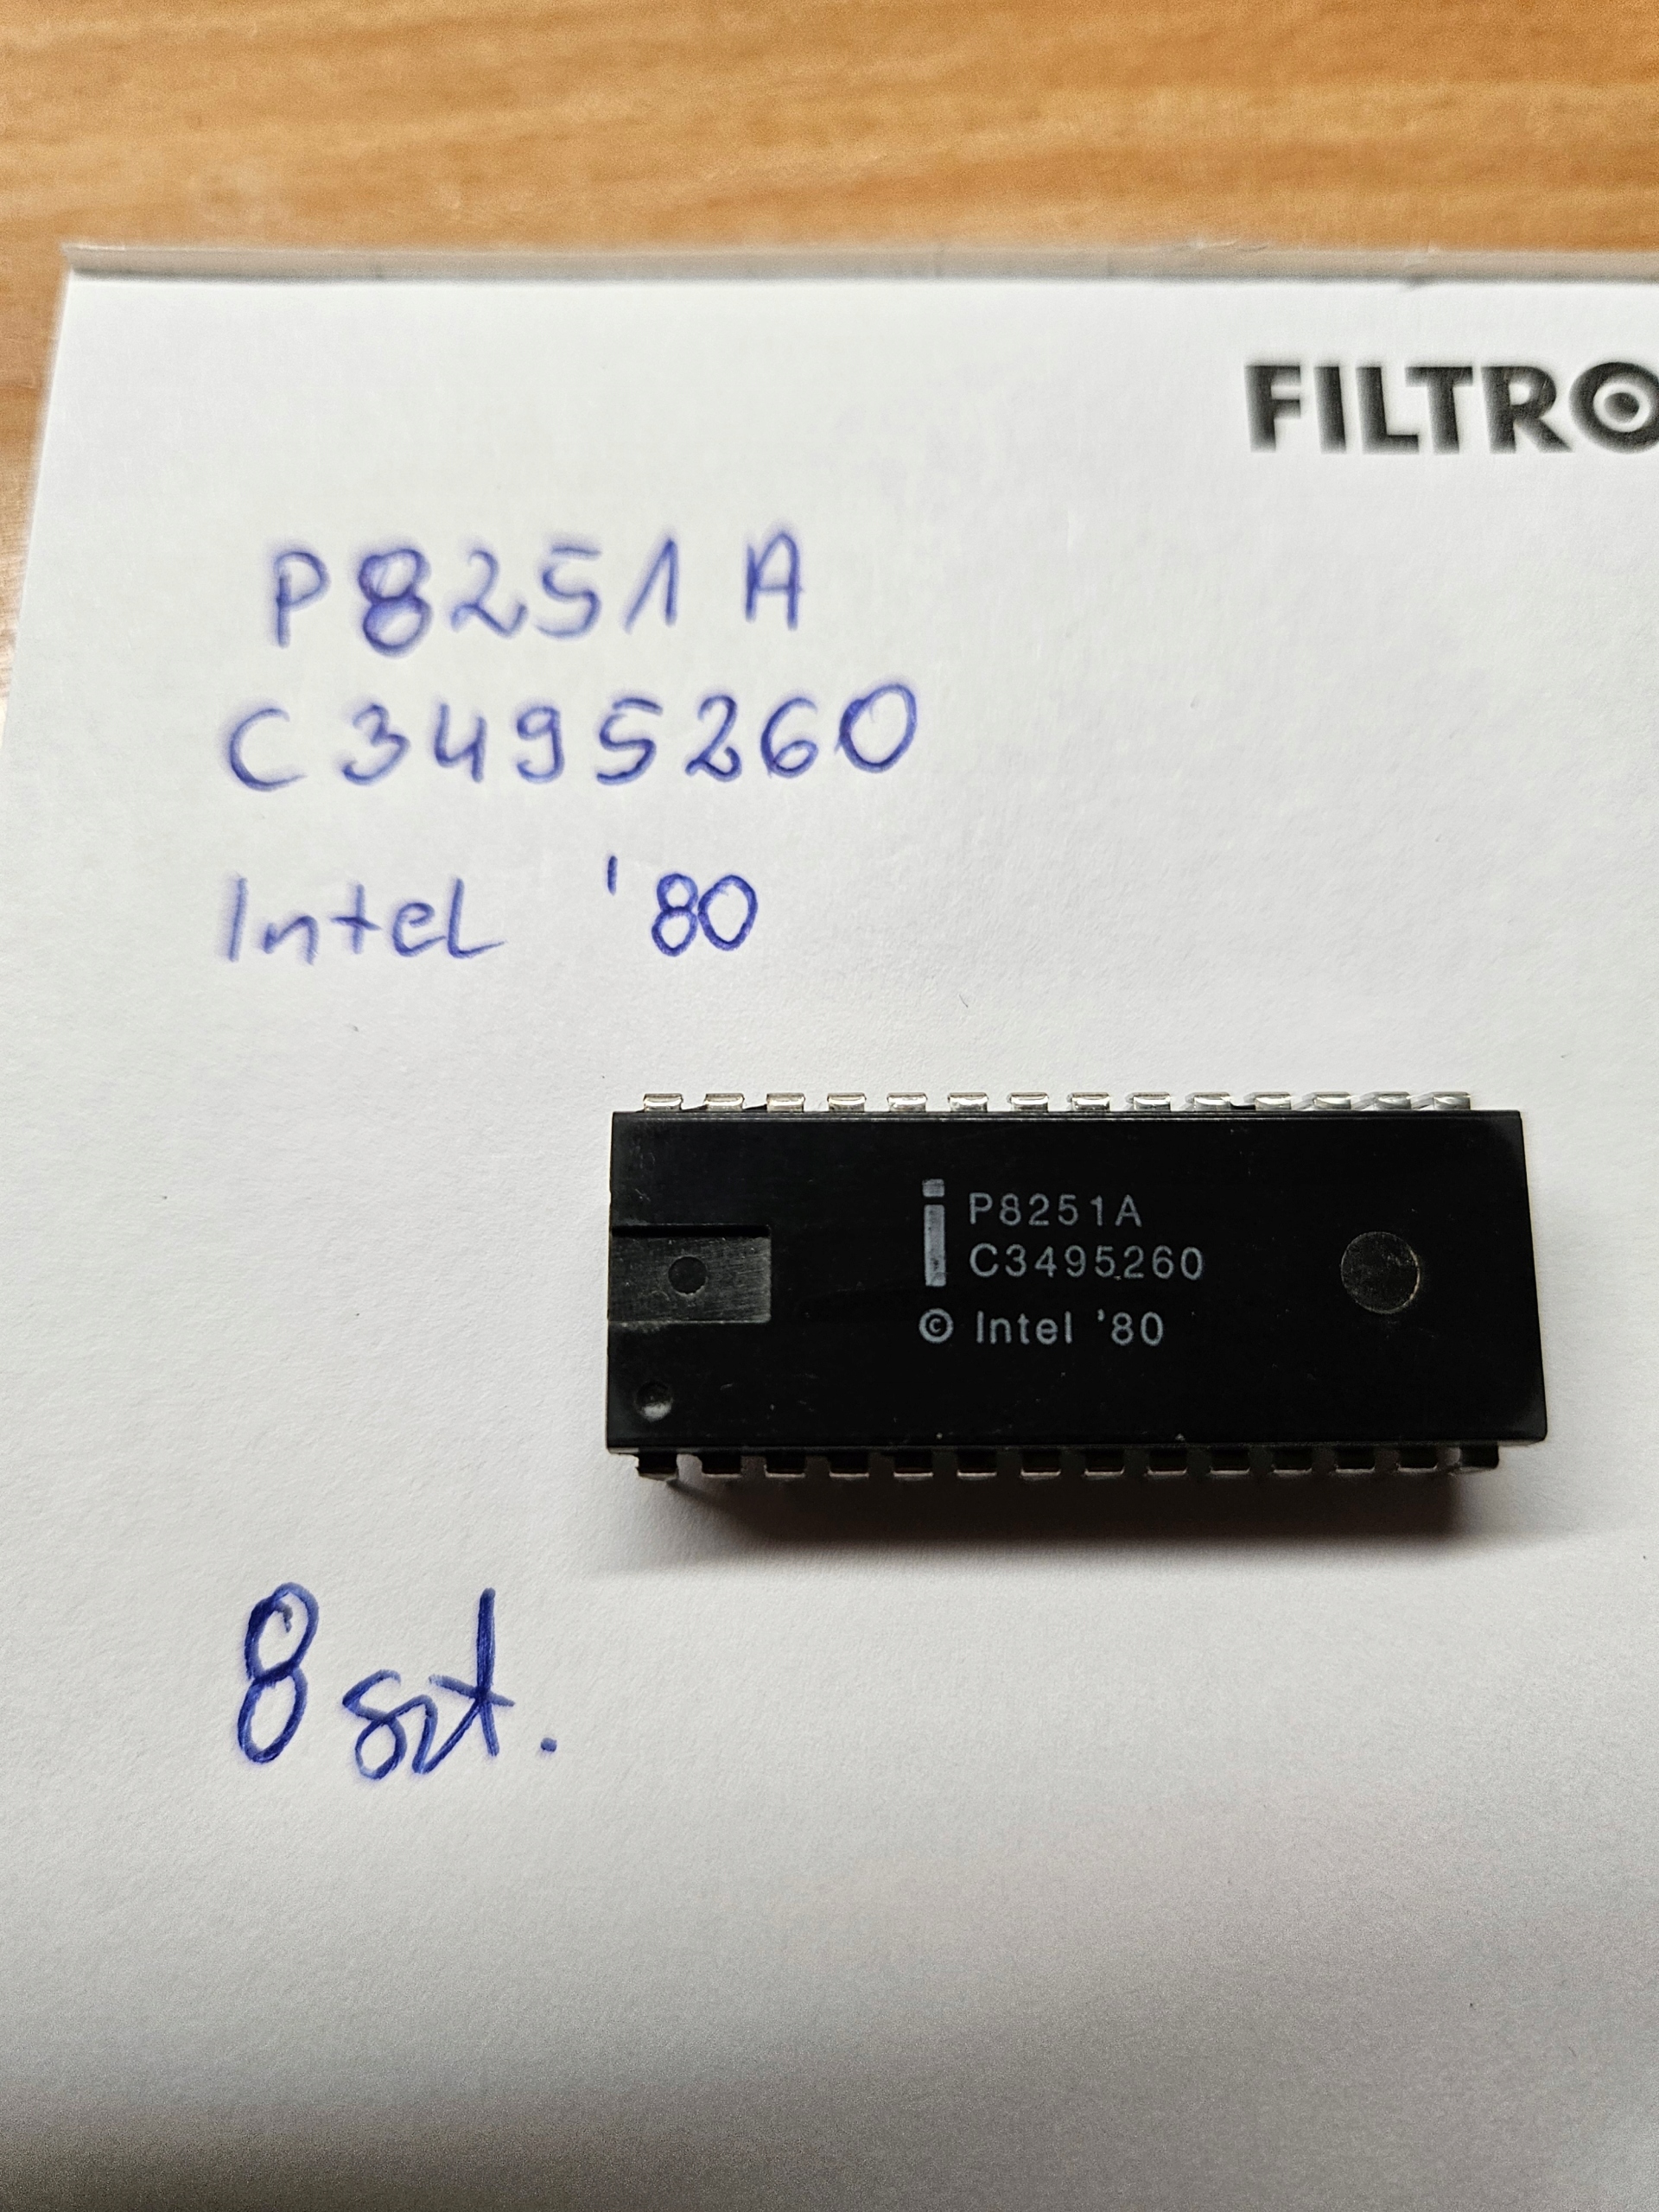 FILTRO
P8251A
C3495260
Intel '80
P8251A
C3495260
© Intel '80
8 szt.